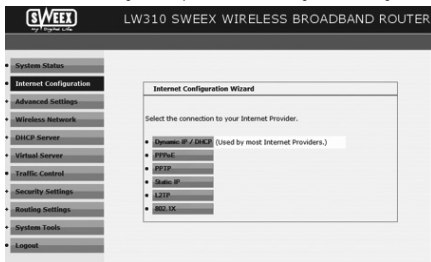 SWEEX
my Digital Life
LW310 SWEEX WIRELESS BROADBAND ROUTER
System Status
Internet Configuration
Advanced Settings
Wireless Network
DHCP Server
Virtual Server
Traffic Control
Security Settings
Routing Settings
System Tools
Logout
Internet Configuration Wizard
Select the connection to your Internet Provider.
Dynamic IP / DHCP (Used by most Internet Providers.)
PPPoE
PPTP
Static IP
L2TP
802.1X